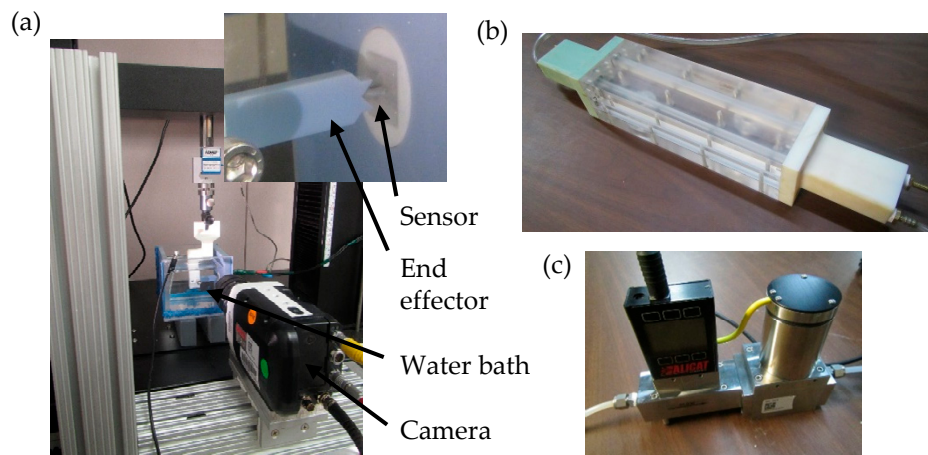 (a)
(b)
Sensor
End
effector
(c)
Water bath
Camera
ALICAT